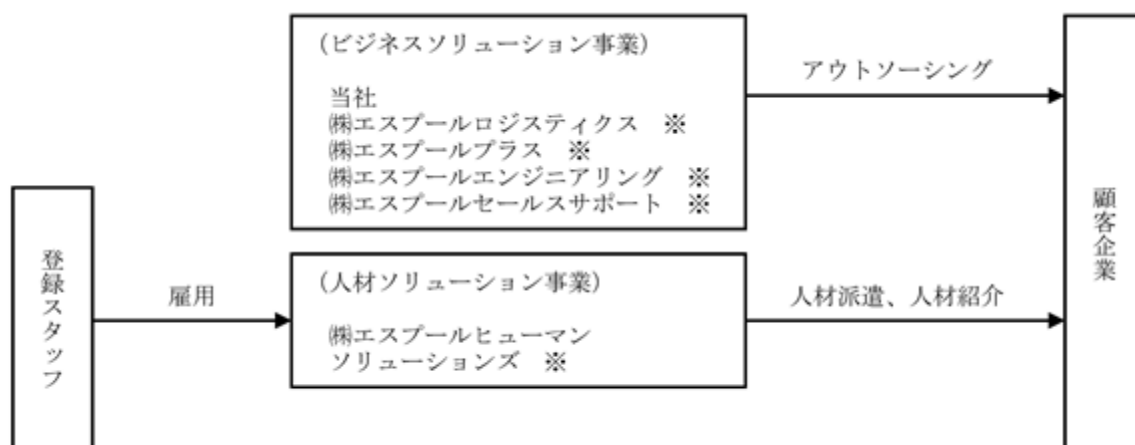 (ビジネスソリューション事業)
当社
㈱エスプールロジスティクス ※
㈱エスプールプラス ※
㈱エスプールエンジニアリング ※
㈱エスプールセールスサポート ※
アウトソーシング
登録スタッフ
雇用
(人材ソリューション事業)
㈱エスプールヒューマン
ソリューションズ ※
人材派遣、人材紹介
顧客企業